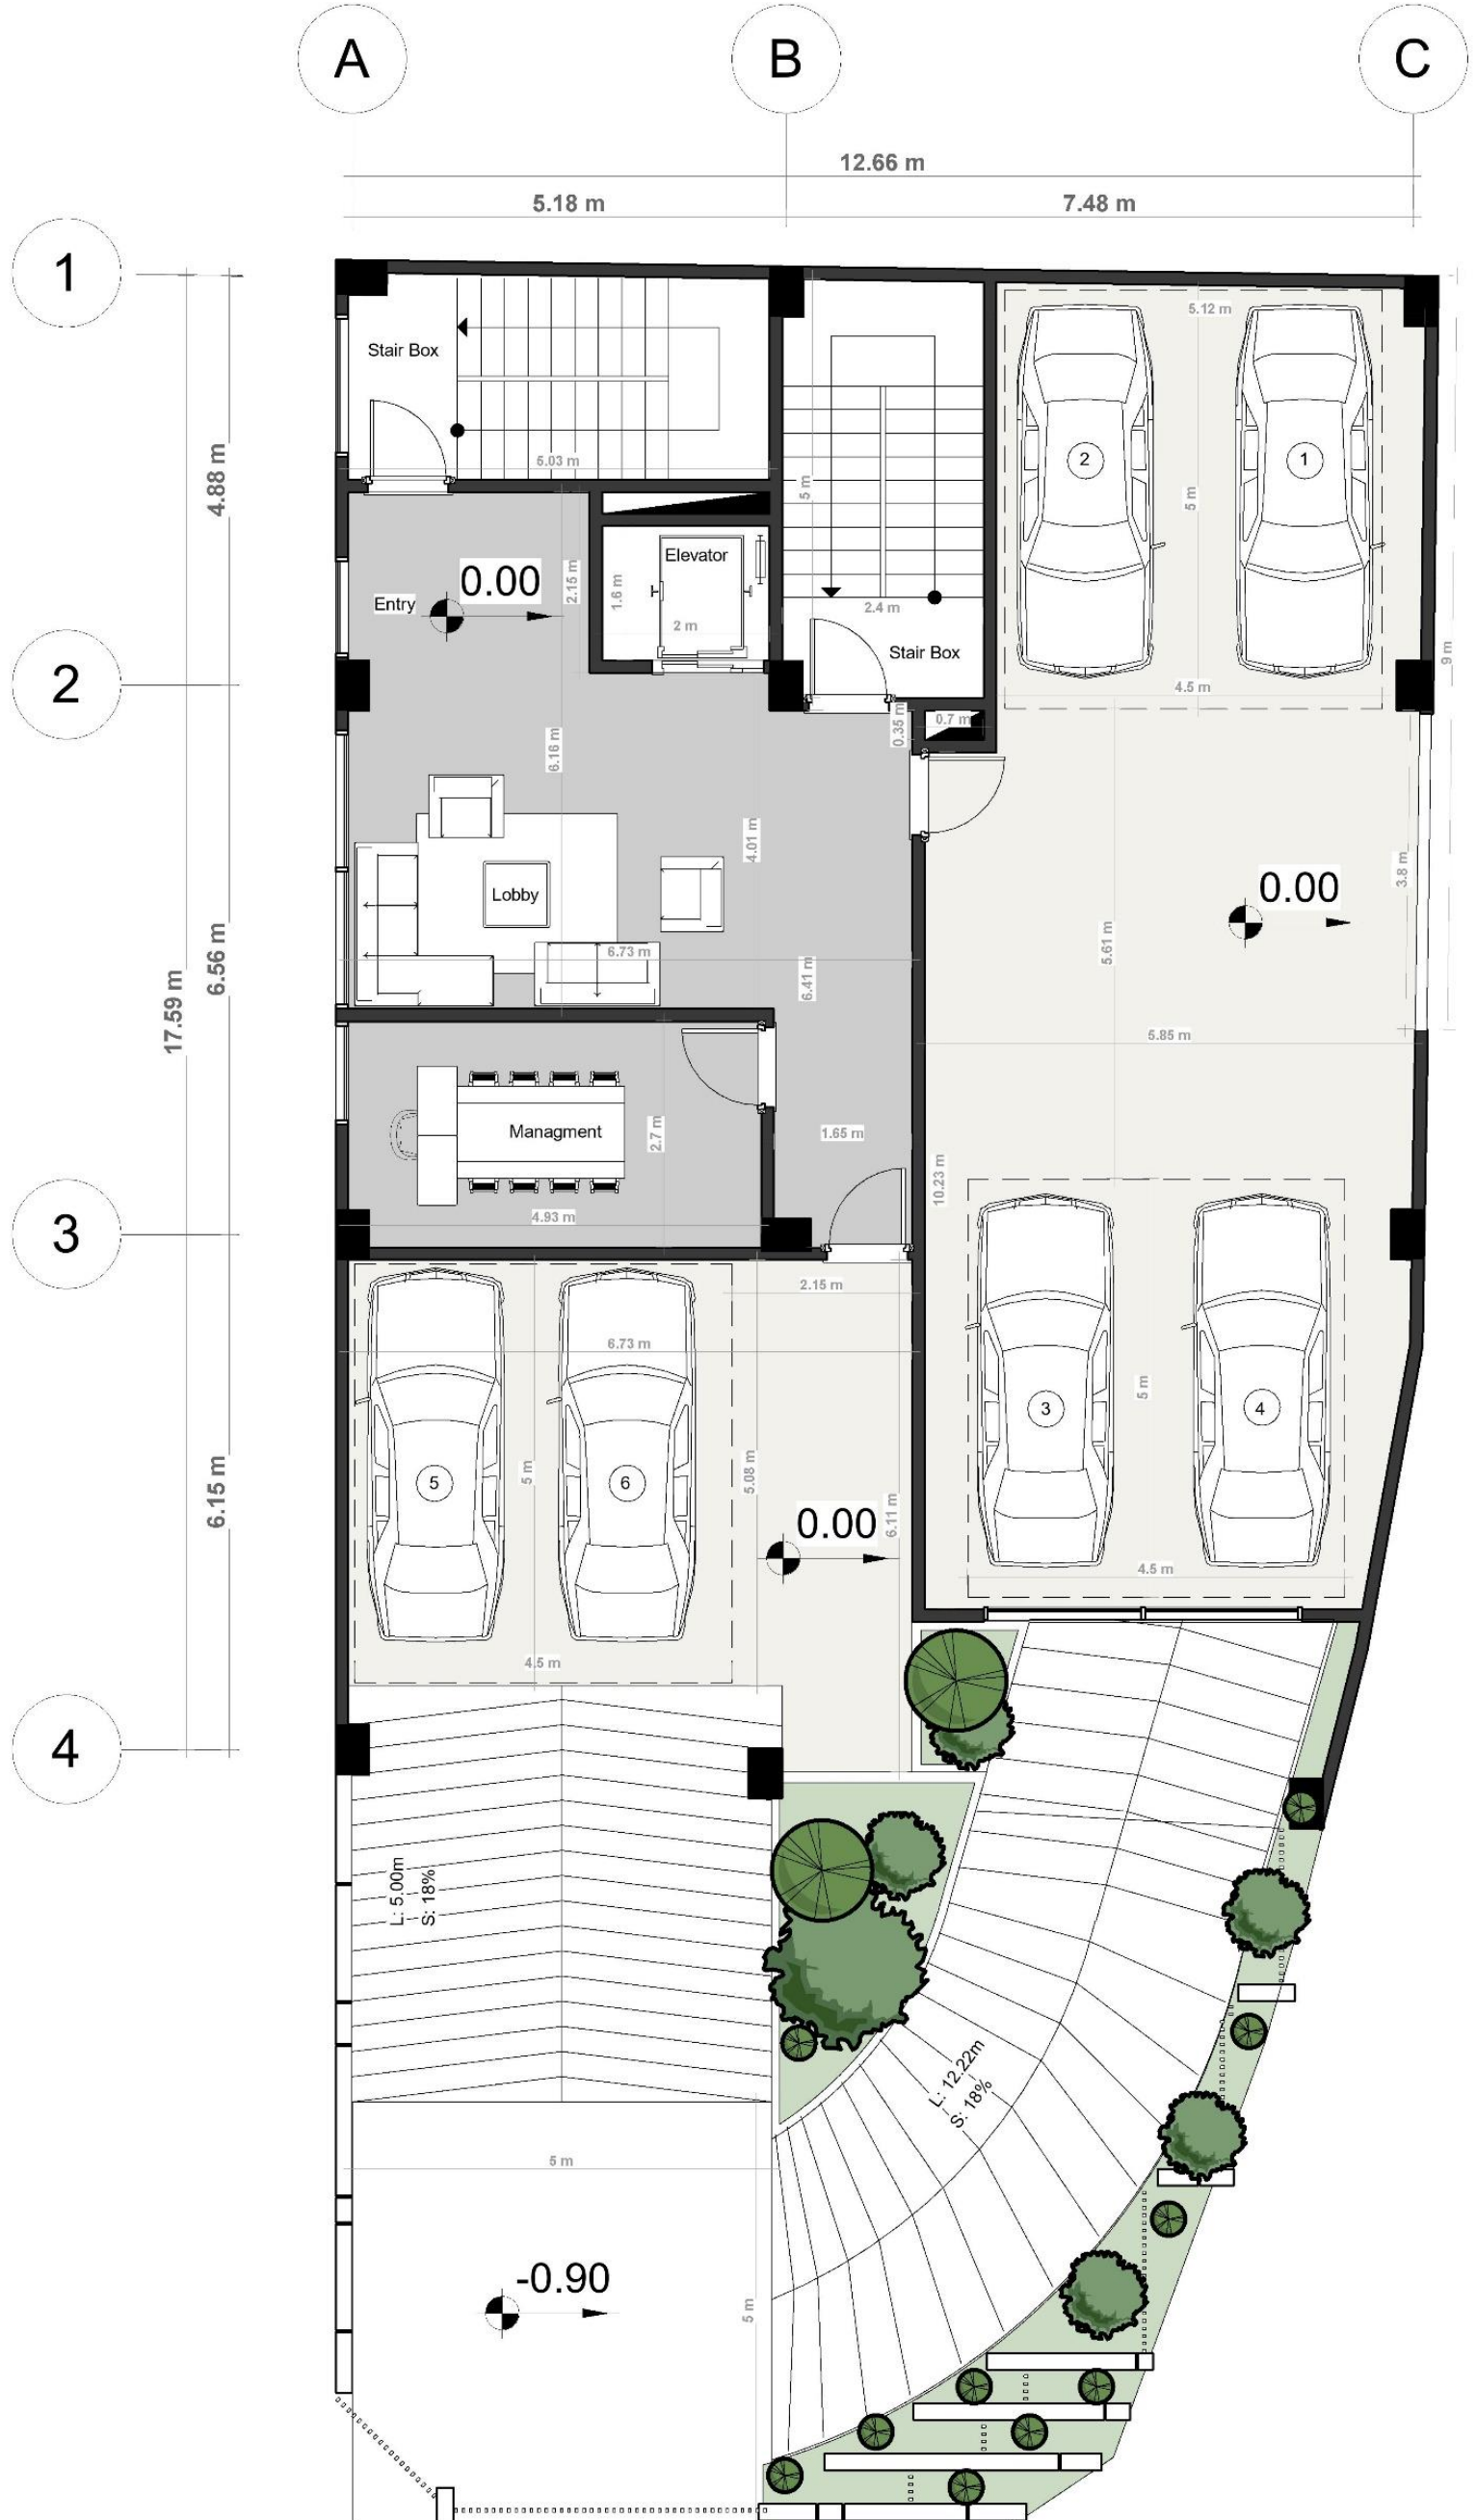 A
B
C
12.66 m
5.18 m
7.48 m
1
5.12 m
Stair Box
2
1
4.88 m
5.03 m
5 m
5 m
Elevator
0.00
2.15 m
1.6 m
Entry
2.4 m
2 m
Stair Box
9 m
2
4.5 m
0.35 m
0.7 m
6.16 m
4.01 m
3.8 m
0.00
Lobby
5.61 m
6.73 m
6.56 m
6.41 m
17.59 m
5.85 m
Managment
2.7 m
1.65 m
10.23 m
4.93 m
3
2.15 m
6.73 m
5 m
3
4
5
6
5 m
5.08 m
6.15 m
0.00
6.11 m
4.5 m
4.5 m
4
L: 5.00m
S: 18%
L: 12.22m
S: 18%
5 m
-0.90
5 m